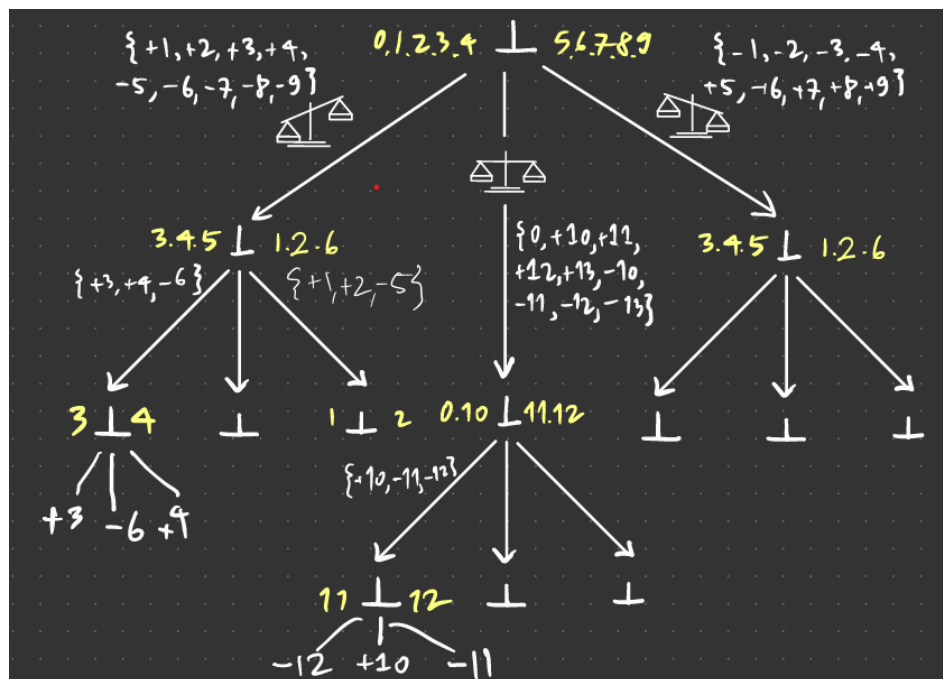 {+1,+2,+3,+4,
-5,-6,-7,-8,-9}
0.1.2.3.4 ⊥ 5.6.7.8.9
{-1,-2,-3,-4,
+5,+6,+7,+8,+9}
3.4.5 ⊥ 1.2.6
{+3,+4,-6}
{+1,+2,-5}
{0,+10,+11,
+12,+13,-10,
-11,-12,-13}
3.4.5 ⊥ 1.2.6
3 ⊥ 4
⊥
1 ⊥ 2
0.10 ⊥ 11.12
⊥
⊥
⊥
+3 -6 +4
{+10,-11,-12}
11 ⊥ 12
⊥
⊥
-12 +10 -11